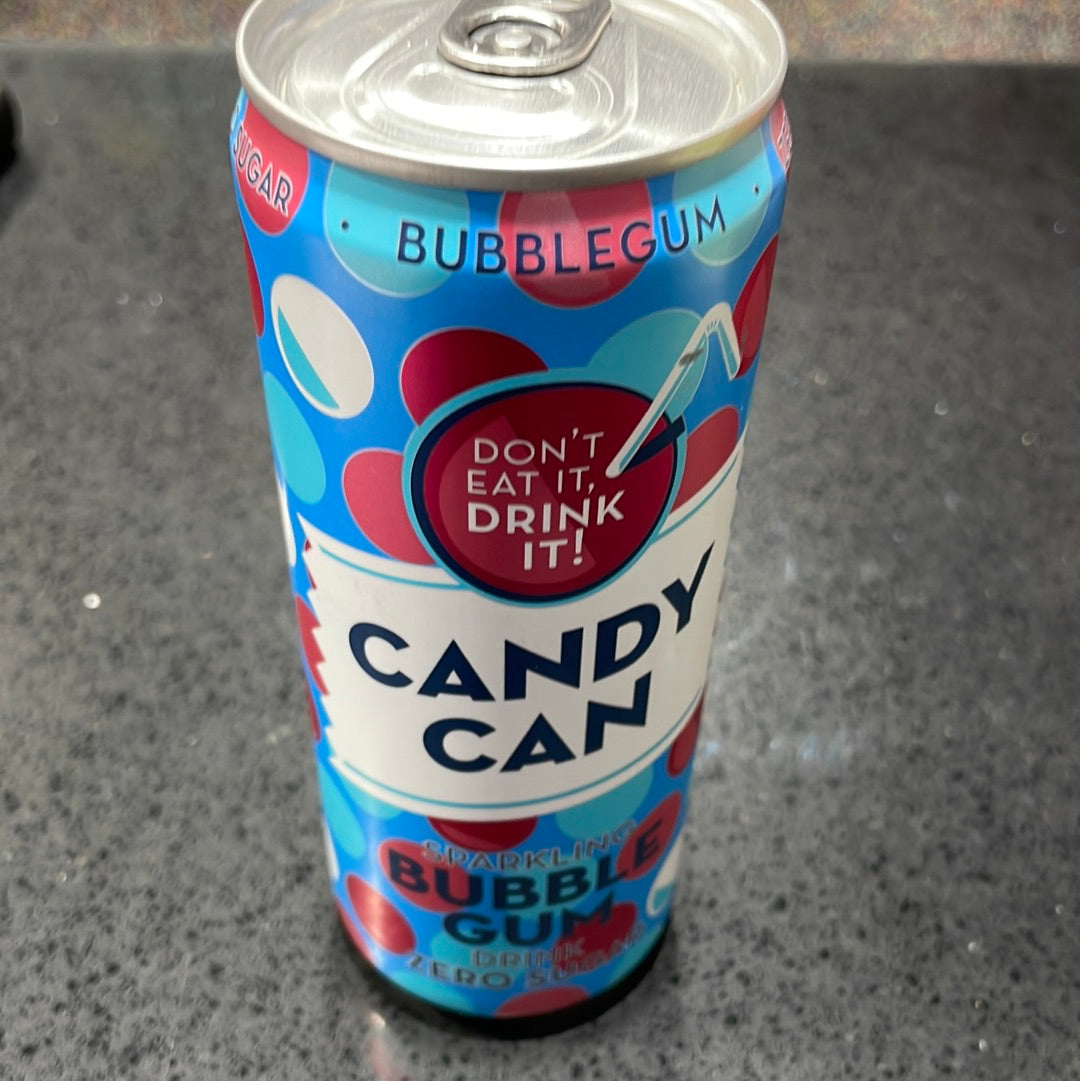 SUGAR
BUBBLEGUM
DON'T
EAT IT,
DRINK
IT!
CANDY
CAN
SPARKLING
BUBBLE
GUM
DRINK
ZERO SUGAR